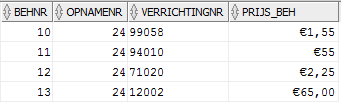 BEHNR OPNAMENR VERRICHTINGNR PRIJS_BEH
10 24 99058 €1,55
11 24 94010 €55
12 24 71020 €2,25
13 24 12002 €65,00